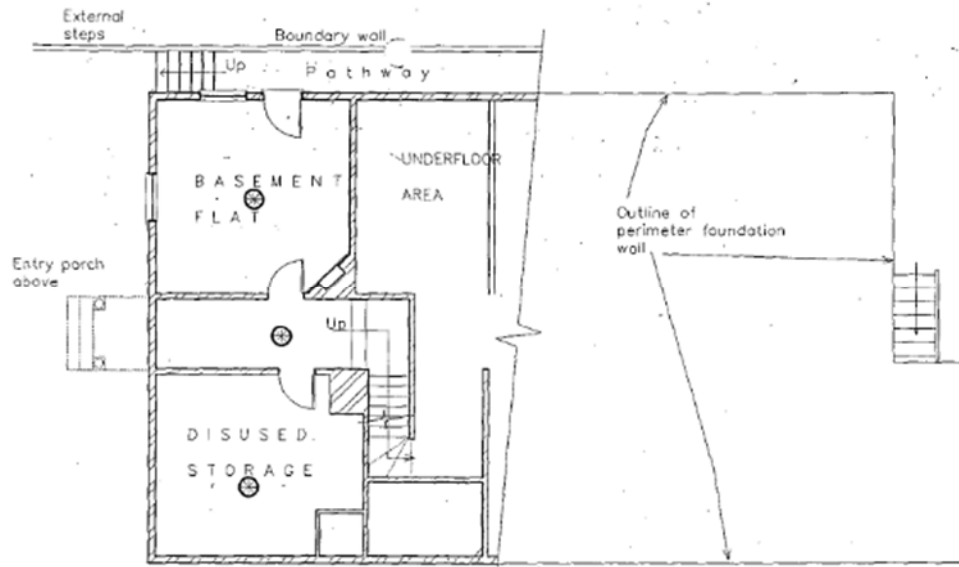 External
steps
Boundary wall
Up
Pathway
UNDERFLOOR
AREA
BASEMENT
FLAT
Outline of
perimeter foundation
wall
Entry porch
above
Up
DISUSED.
STORAGE